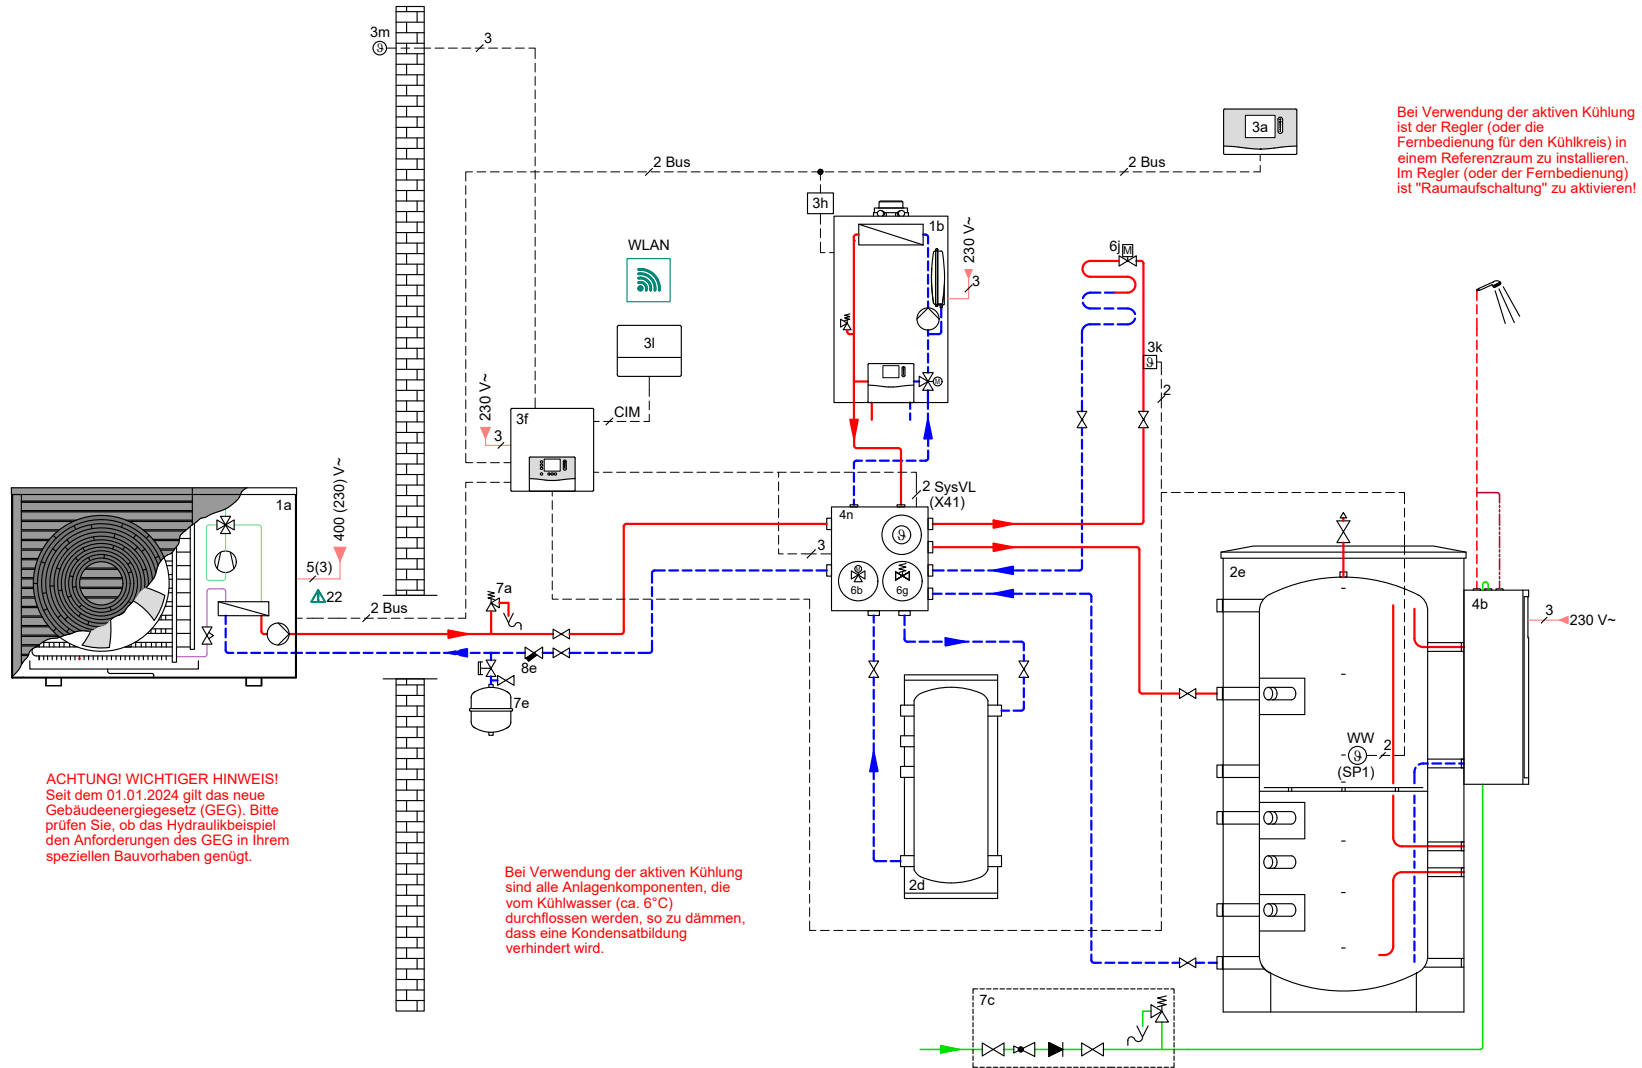 3m
3
3a
Bei Verwendung der aktiven Kühlung
ist der Regler (oder die
Fernbedienung für den Kühlkreis) in
einem Referenzraum zu installieren.
Im Regler (oder der Fernbedienung)
ist "Raumaufschaltung" zu aktivieren!
2 Bus
2 Bus
3h
1b
230 V~
3
WLAN
6j
M
3l
3k
ϑ
2
CIM
3f
230 V~
3
M
1a
400 (230) V~
5(3)
22
2 Bus
2 SysVL
(X41)
4n
3
ϑ
6b
6g
7a
8e
7e
2e
4b
3
230 V~
WW
2
ϑ
(SP1)
2d
ACHTUNG! WICHTIGER HINWEIS!
Seit dem 01.01.2024 gilt das neue
Gebäudeenergiegesetz (GEG). Bitte
prüfen Sie, ob das Hydraulikbeispiel
den Anforderungen des GEG in Ihrem
speziellen Bauvorhaben genügt.
Bei Verwendung der aktiven Kühlung
sind alle Anlagenkomponenten, die
vom Kühlwasser (ca. 6°C)
durchflossen werden, so zu dämmen,
dass eine Kondensatbildung
verhindert wird.
7c